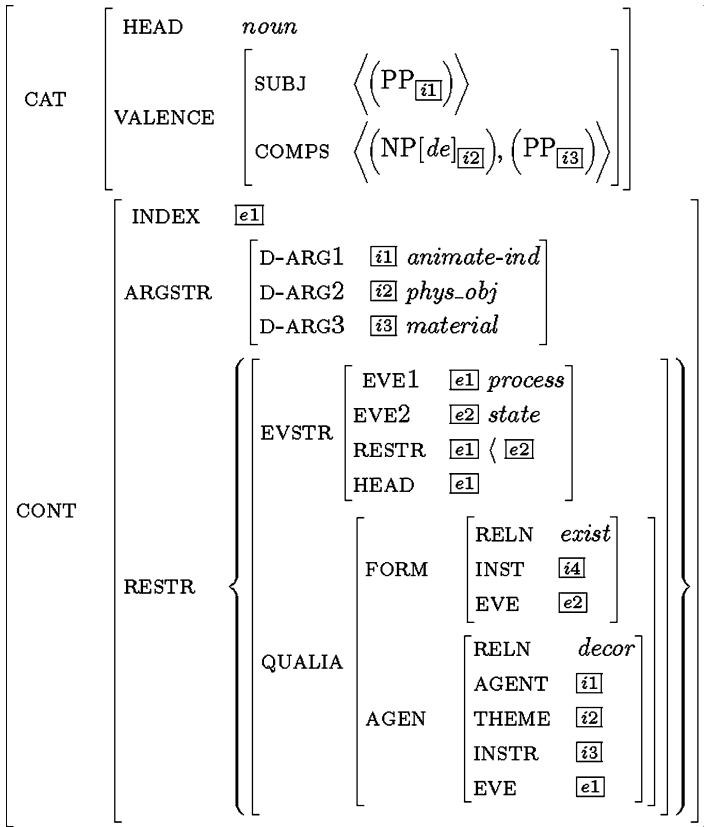 HEAD noun
SUBJ ⟨(PP[i1])⟩
CAT VALENCE
COMPS ⟨(NP[de][i2]), (PP[i3])⟩
INDEX [e1]
D-ARG1 [i1] animate-ind
ARGSTR D-ARG2 [i2] phys_obj
D-ARG3 [i3] material
EVE1 [e1] process
EVE2 [e2] state
EVSTR
RESTR [e1] ⟨ [e2]
HEAD [e1]
CONT
RELN exist
FORM INST [i4]
RESTR
EVE [e2]
RELN decor
QUALIA
AGENT [i1]
AGEN THEME [i2]
INSTR [i3]
EVE [e1]